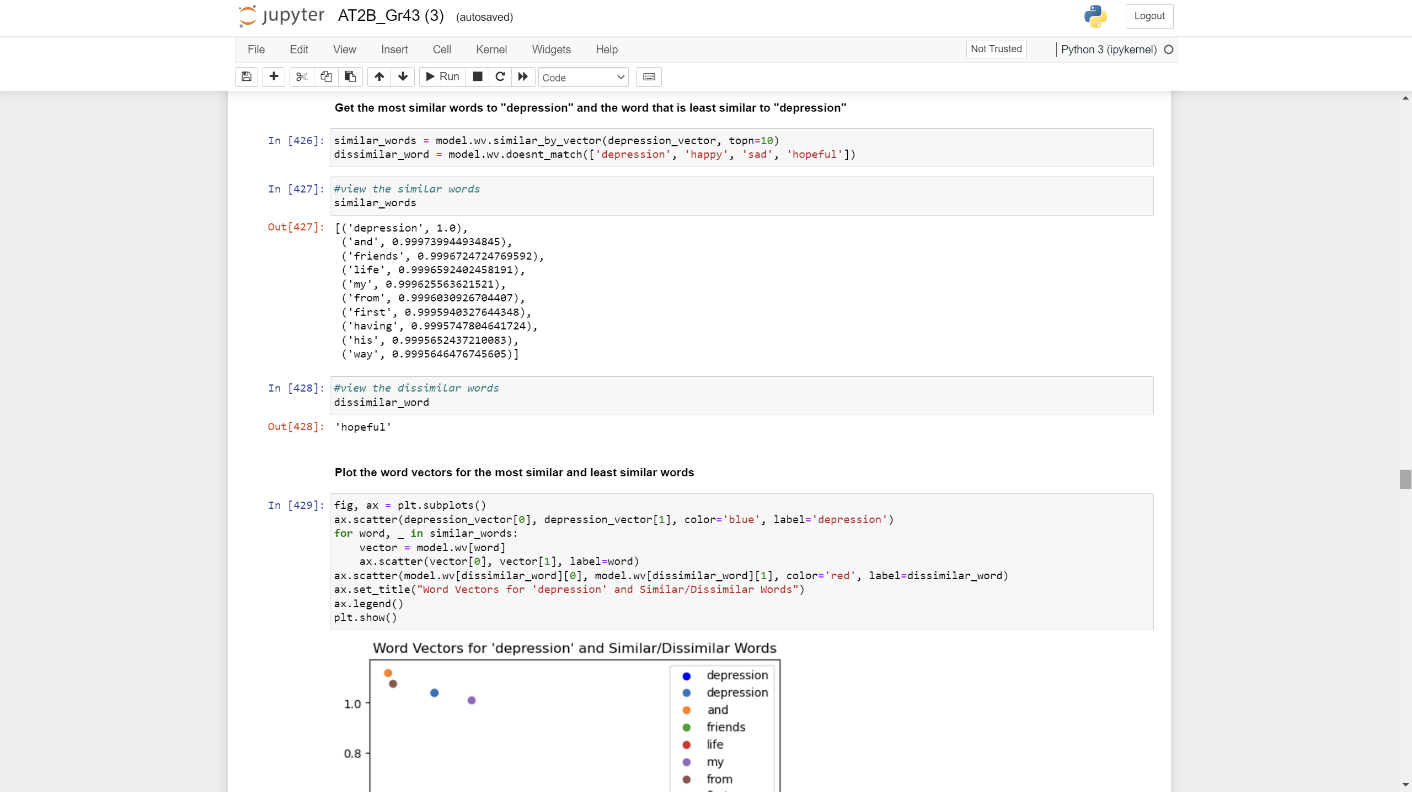 jupyter AT2B_Gr43 (3) (autosaved)
Logout
File Edit View Insert Cell Kernel Widgets Help
Not Trusted
Python 3 (ipykernel)
Run
Code
Get the most similar words to "depression" and the word that is least similar to "depression"
In [426]: similar_words = model.wv.similar_by_vector(depression_vector, topn=10)
dissimilar_word = model.wv.doesnt_match(['depression', 'happy', 'sad', 'hopeful'])
In [427]: #view the similar words
similar_words
Out[427]: [('depression', 1.0),
('and', 0.999739944934845),
('friends', 0.9996724724769592),
('life', 0.9996592402458191),
('my', 0.999625563621521),
('from', 0.9996030926704407),
('first', 0.9995940327644348),
('having', 0.9995747804641724),
('his', 0.9995652437210083),
('way', 0.9995646476745605)]
In [428]: #view the dissimilar words
dissimilar_word
Out[428]: 'hopeful'
Plot the word vectors for the most similar and least similar words
In [429]: fig, ax = plt.subplots()
ax.scatter(depression_vector[0], depression_vector[1], color='blue', label='depression')
for word, _ in similar_words:
    vector = model.wv[word]
    ax.scatter(vector[0], vector[1], label=word)
ax.scatter(model.wv[dissimilar_word][0], model.wv[dissimilar_word][1], color='red', label=dissimilar_word)
ax.set_title("Word Vectors for 'depression' and Similar/Dissimilar Words")
ax.legend()
plt.show()
Word Vectors for 'depression' and Similar/Dissimilar Words
depression
depression
and
friends
life
my
from
1.0
0.8